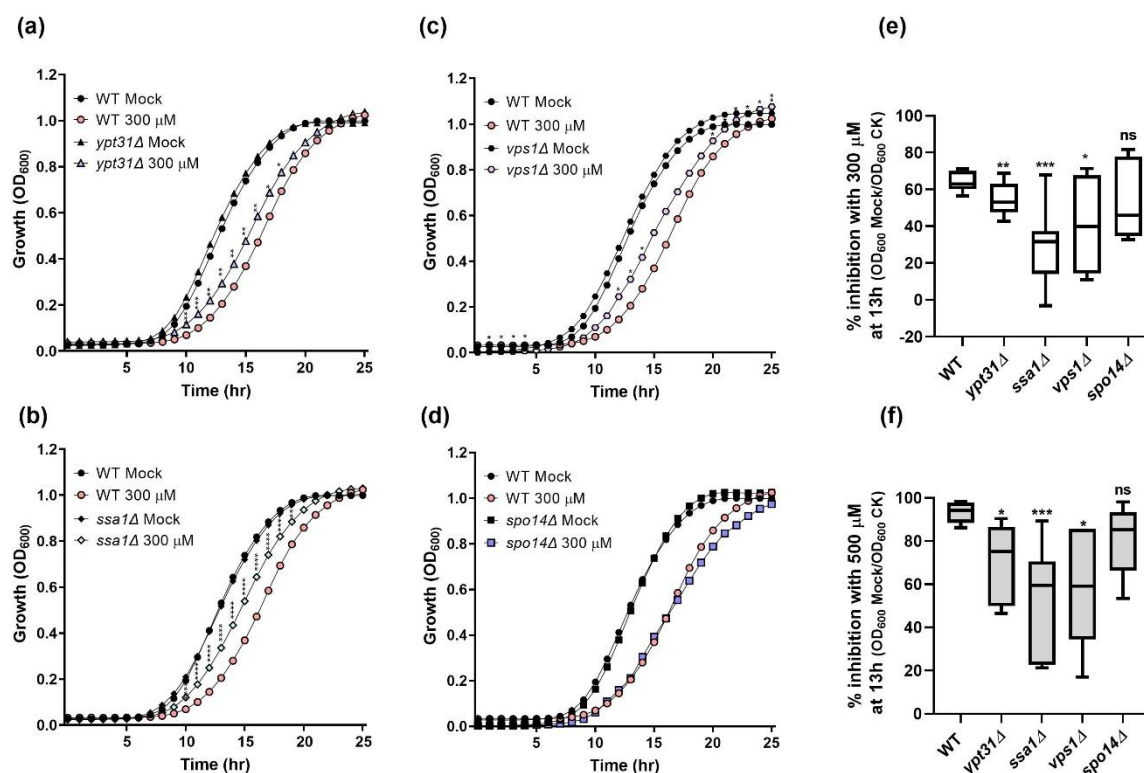 (a)
WT Mock
WT 300 μM
ypt31Δ Mock
ypt31Δ 300 μM
Growth (OD₆₀₀)
1.2
1.0
0.8
0.6
0.4
0.2
0.0
5 10 15 20 25
Time (hr)
(c)
WT Mock
WT 300 μM
vps1Δ Mock
vps1Δ 300 μM
Growth (OD₆₀₀)
1.2
1.0
0.8
0.6
0.4
0.2
0.0
5 10 15 20 25
Time (hr)
(e)
% inhibition with 300 μM
at 13h (OD₆₀₀ Mock/OD₆₀₀ CK)
100
80
60
40
20
0
-20
** *** * ns
WT ypt31Δ ssa1Δ vps1Δ spo14Δ
(b)
WT Mock
WT 300 μM
ssa1Δ Mock
ssa1Δ 300 μM
Growth (OD₆₀₀)
1.2
1.0
0.8
0.6
0.4
0.2
0.0
5 10 15 20 25
Time (hr)
(d)
WT Mock
WT 300 μM
spo14Δ Mock
spo14Δ 300 μM
Growth (OD₆₀₀)
1.2
1.0
0.8
0.6
0.4
0.2
0.0
5 10 15 20 25
Time (hr)
(f)
% inhibition with 500 μM
at 13h (OD₆₀₀ Mock/OD₆₀₀ CK)
100
80
60
40
20
0
* *** * ns
WT ypt31Δ ssa1Δ vps1Δ spo14Δ